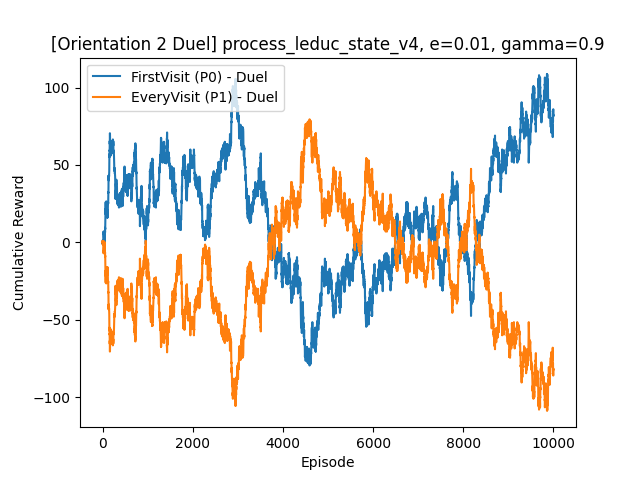 [Orientation 2 Duel] process_leduc_state_v4, e=0.01, gamma=0.9
FirstVisit (P0) - Duel
EveryVisit (P1) - Duel
100
50
0
−50
−100
Cumulative Reward
0
2000
4000
6000
8000
10000
Episode